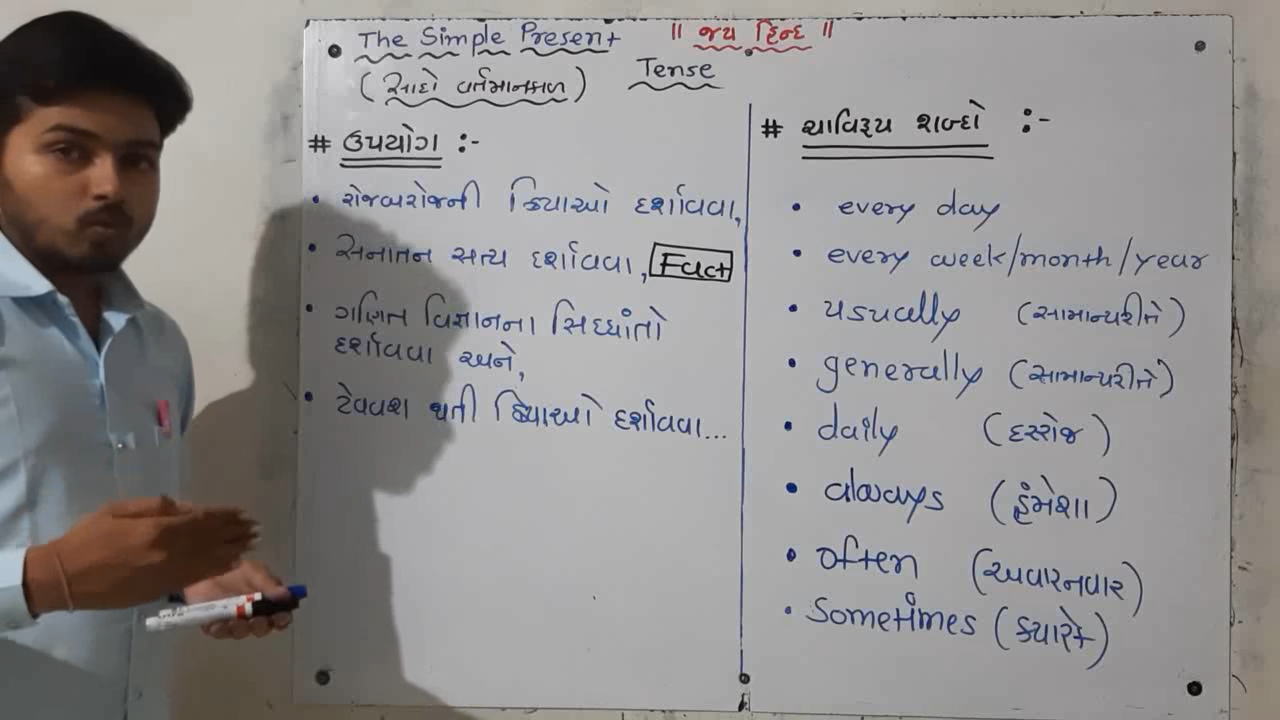 The Simple Present
॥ જય હિન્દ ॥
Tense
(સાદો વર્તમાનકાળ)
# ઉપયોગ :-
• રોજબરોજની ક્રિયાઓ દર્શાવવા,
• સનાતન સત્ય દર્શાવવા, Fact
• ગણિત વિજ્ઞાનના સિધ્ધાંતો
દર્શાવવા અને,
• ટેવવશ થતી ક્રિયાઓ દર્શાવવા...
# ચાવિરૂપ શબ્દો :-
• every day
• every week/month/year
• usually (સામાન્યરીતે)
• generally (સામાન્યરીતે)
• daily (દરરોજ)
• always (હંમેશા)
• often (અવારનવાર)
• sometimes (ક્યારેક)